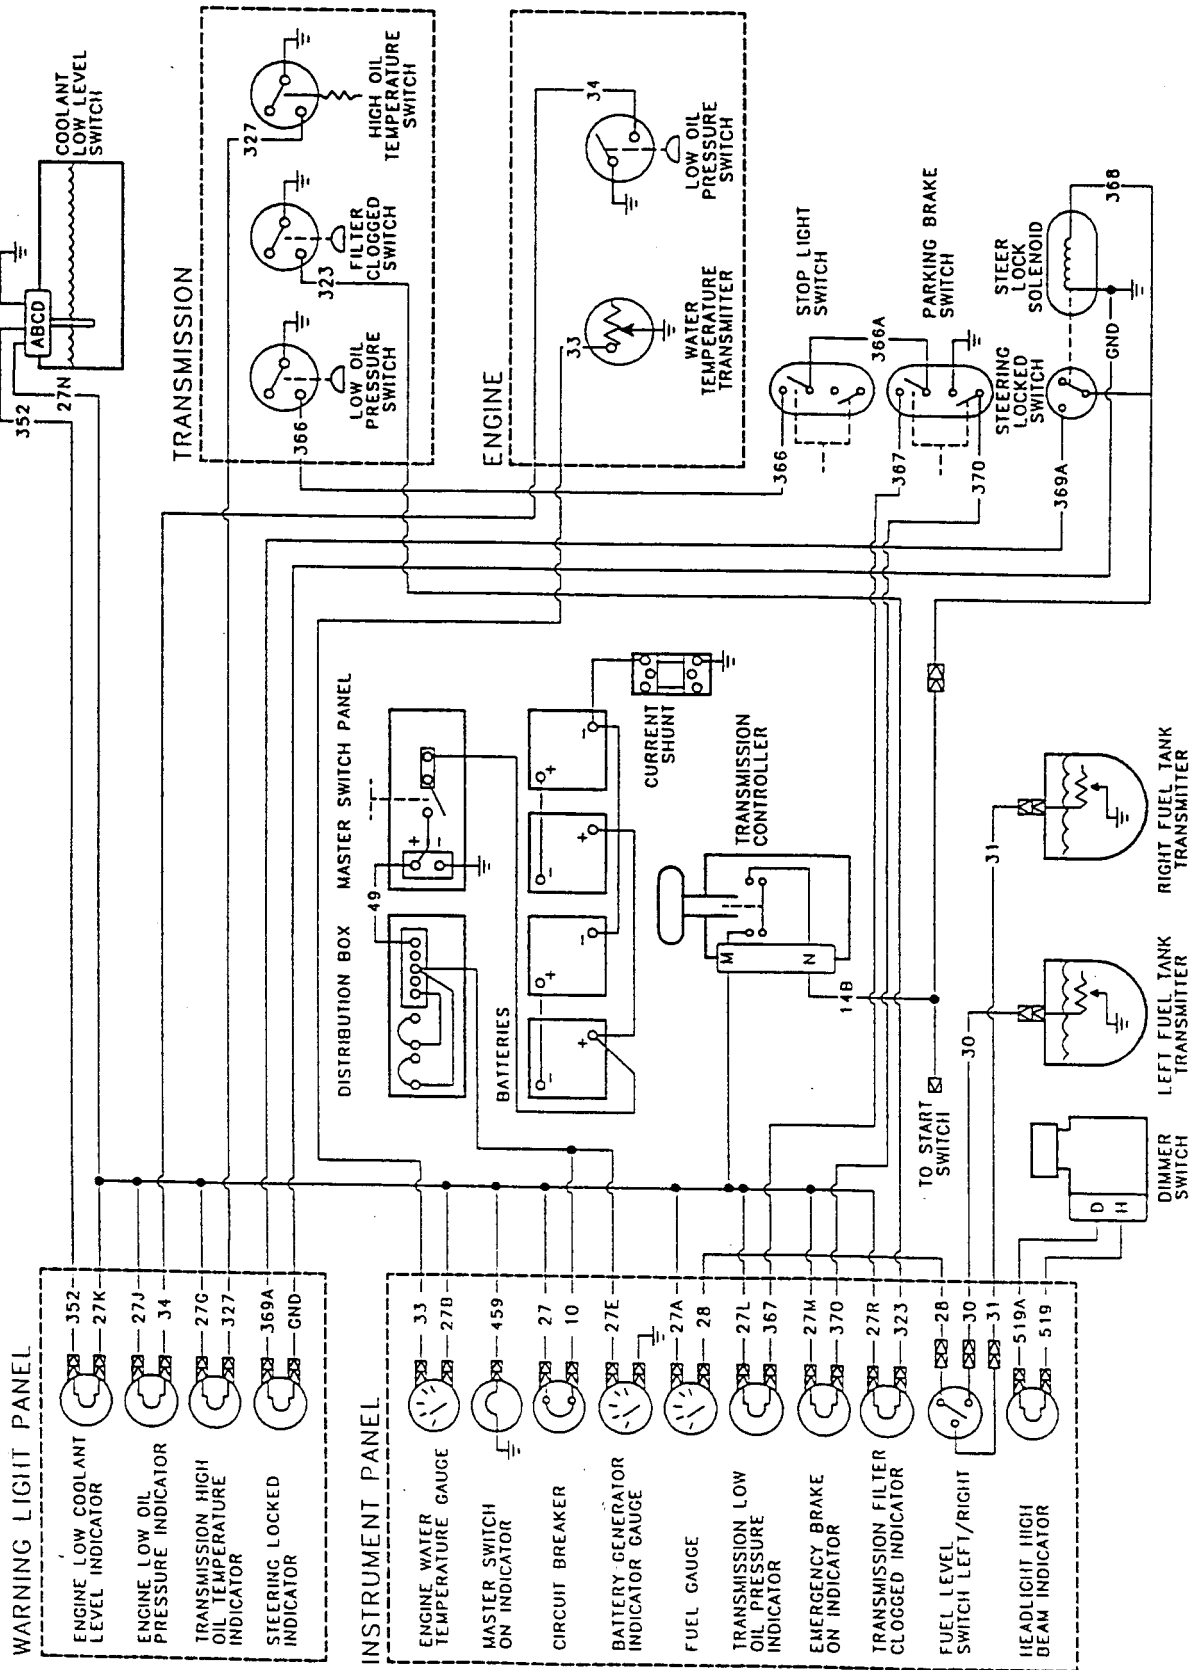 WARNING LIGHT PANEL
ENGINE LOW COOLANT
LEVEL INDICATOR
352
27K
ENGINE LOW OIL
PRESSURE INDICATOR
27J
34
TRANSMISSION HIGH
OIL TEMPERATURE
INDICATOR
27G
327
STEERING LOCKED
INDICATOR
369A
GND
INSTRUMENT PANEL
ENGINE WATER
TEMPERATURE GAUGE
33
27B
MASTER SWITCH
ON INDICATOR
459
CIRCUIT BREAKER
27
10
BATTERY-GENERATOR
INDICATOR GAUGE
27E
FUEL GAUGE
27A
28
TRANSMISSION LOW
OIL PRESSURE
INDICATOR
27L
367
EMERGENCY BRAKE
ON INDICATOR
27M
370
TRANSMISSION FILTER
CLOGGED INDICATOR
27R
323
FUEL LEVEL
SWITCH LEFT/RIGHT
28
30
31
HEADLIGHT HIGH
BEAM INDICATOR
519A
519
DIMMER
SWITCH
D
H
LEFT FUEL TANK
TRANSMITTER
30
RIGHT FUEL TANK
TRANSMITTER
31
TO START
SWITCH
DISTRIBUTION BOX
49
MASTER SWITCH PANEL
+
-
BATTERIES
+
-
+
-
+
-
+
-
CURRENT
SHUNT
TRANSMISSION
CONTROLLER
M
N
14B
352
27N
ABCD
COOLANT
LOW LEVEL
SWITCH
TRANSMISSION
366
LOW OIL
PRESSURE
SWITCH
323
FILTER
CLOGGED
SWITCH
327
HIGH OIL
TEMPERATURE
SWITCH
ENGINE
33
WATER
TEMPERATURE
TRANSMITTER
34
LOW OIL
PRESSURE
SWITCH
366
STOP LIGHT
SWITCH
366A
367
370
PARKING BRAKE
SWITCH
369A
STEERING
LOCKED
SWITCH
GND
STEER
LOCK
SOLENOID
368